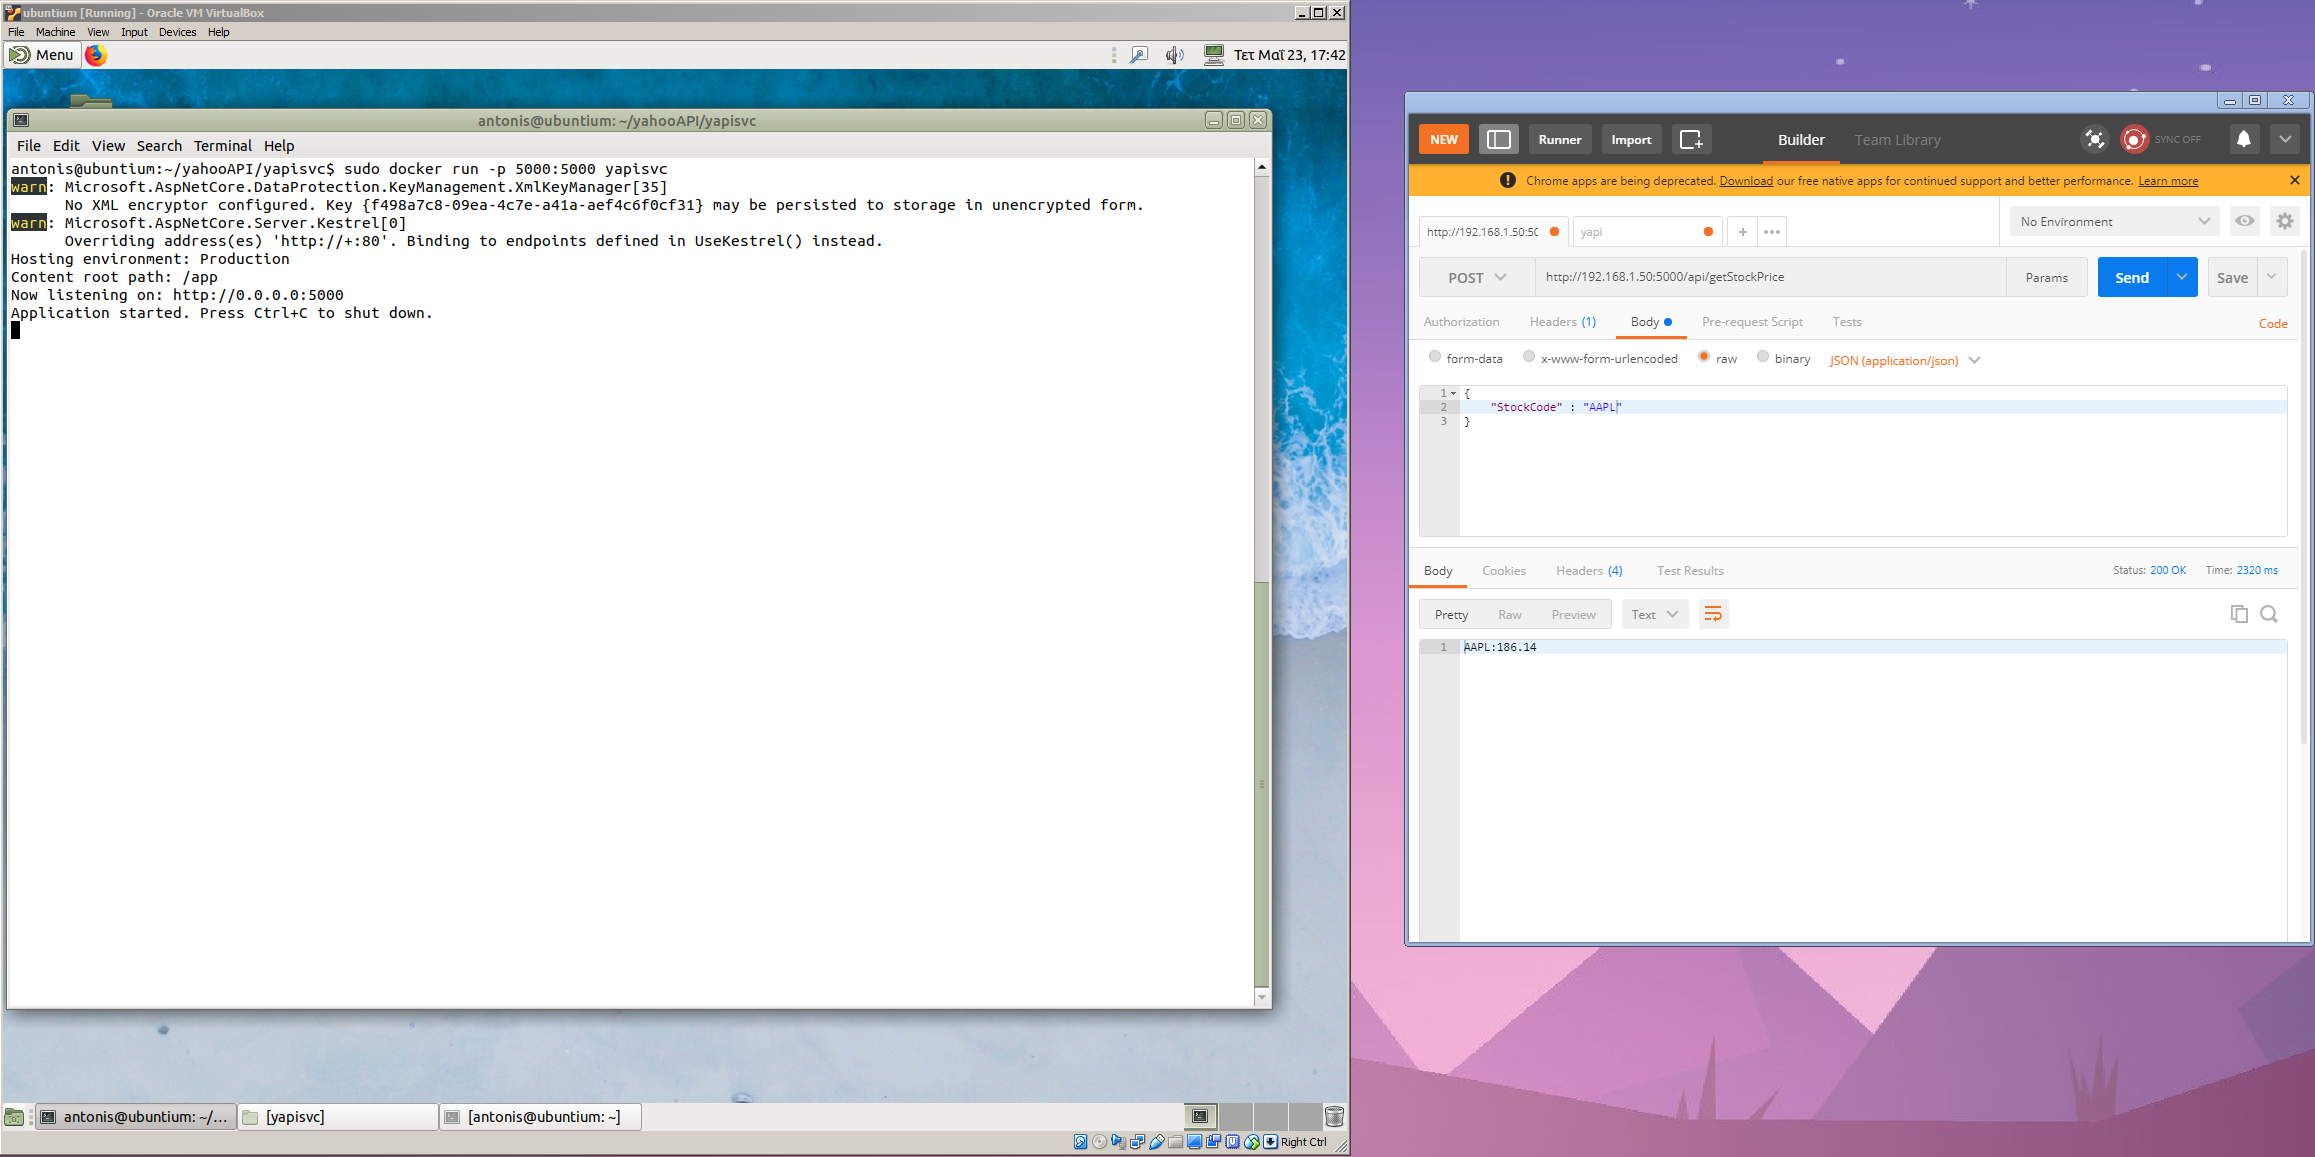 ubuntium [Running] - Oracle VM VirtualBox
File Machine View Input Devices Help
Menu
Τετ Μαΐ 23, 17:42
antonis@ubuntium: ~/yahooAPI/yapisvc
File Edit View Search Terminal Help
antonis@ubuntium:~/yahooAPI/yapisvc$ sudo docker run -p 5000:5000 yapisvc
warn: Microsoft.AspNetCore.DataProtection.KeyManagement.XmlKeyManager[35]
No XML encryptor configured. Key {f498a7c8-09ea-4c7e-a41a-aef4c6f0cf31} may be persisted to storage in unencrypted form.
warn: Microsoft.AspNetCore.Server.Kestrel[0]
Overriding address(es) 'http://+:80'. Binding to endpoints defined in UseKestrel() instead.
Hosting environment: Production
Content root path: /app
Now listening on: http://0.0.0.0:5000
Application started. Press Ctrl+C to shut down.
antonis@ubuntium: ~/...
[yapisvc]
[antonis@ubuntium: ~]
Right Ctrl
NEW Runner Import Builder Team Library SYNC OFF
Chrome apps are being deprecated. Download our free native apps for continued support and better performance. Learn more
http://192.168.1.50:50 yapi + ••• No Environment
POST http://192.168.1.50:5000/api/getStockPrice Params Send Save
Authorization Headers (1) Body Pre-request Script Tests Code
form-data x-www-form-urlencoded raw binary JSON (application/json)
1 {
2 "StockCode" : "AAPL"
3 }
Body Cookies Headers (4) Test Results Status: 200 OK Time: 2320 ms
Pretty Raw Preview Text
1 AAPL:186.14